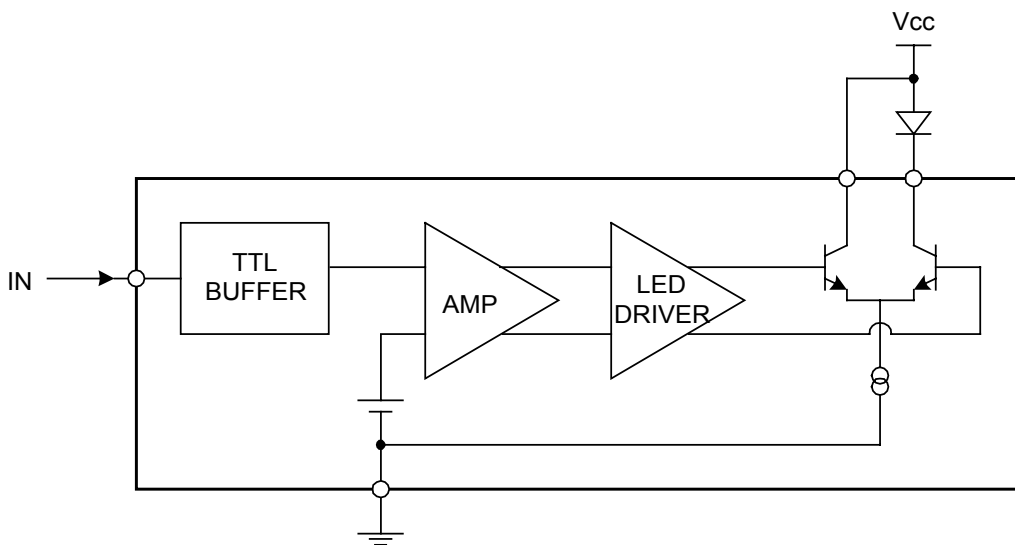 Vcc
IN
TTL
BUFFER
AMP
LED
DRIVER